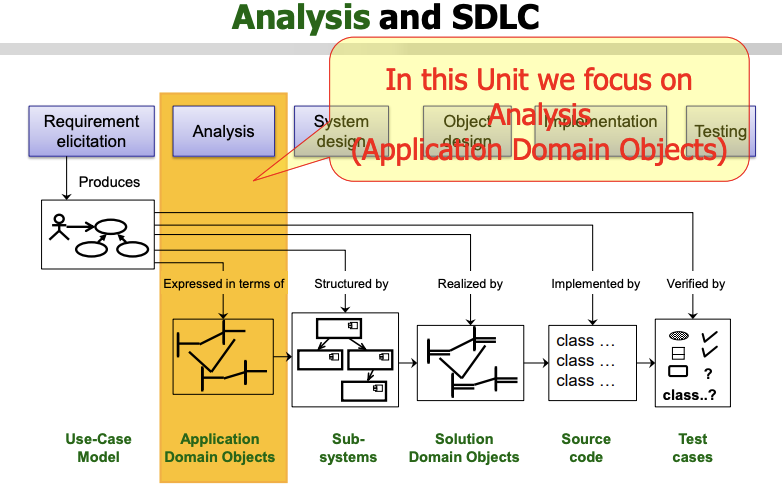 Analysis and SDLC
In this Unit we focus on
Analysis
(Application Domain Objects)
Requirement
elicitation
Analysis
System
design
Object
design
Implementation
Testing
Produces
Expressed in terms of
Structured by
Realized by
Implemented by
Verified by
class ...
class ...
class ...
?
class..?
Use-Case
Model
Application
Domain Objects
Sub-
systems
Solution
Domain Objects
Source
code
Test
cases